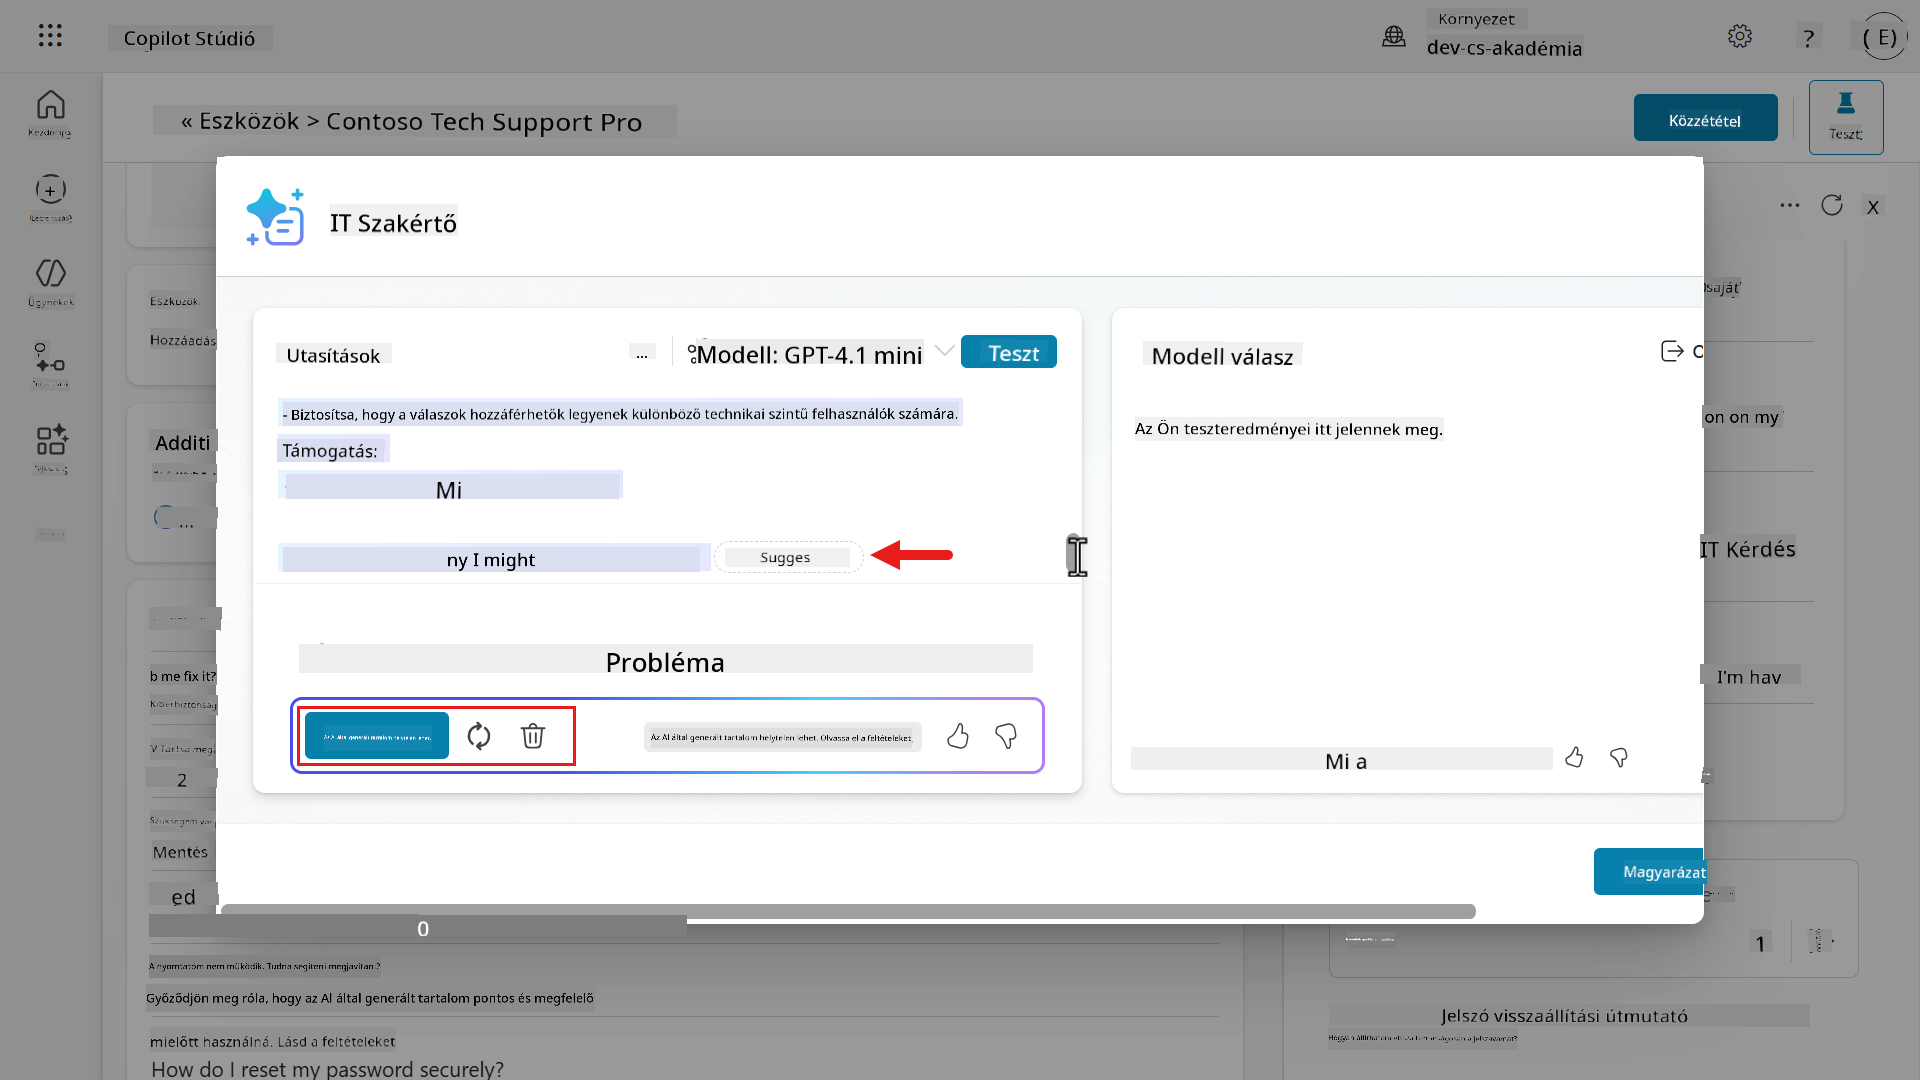 Copilot Stúdió
Kornyezet
dev-cs-akadémia
?
( E)
« Eszközök > Contoso Tech Support Pro
Közzététel
Teszt
Kezdőlap
IT Szakértő
X
Ügynökek
Eszközök
Hozzáadás
Utasítások
...
Modell: GPT-4.1 mini
Teszt
Modell válasz
- Biztosítsa, hogy a válaszok hozzáférhetők legyenek különböző technikai szintű felhasználók számára.
Az Ön teszteredményei itt jelennek meg.
on on my
Additi
Támogatás:
Mi
...
ny I might
Sugges
IT Kérdés
Probléma
b me fix it?
I'm hav
Az AI által generált tartalom helytelen lehet. Olvassa el a feltételeket
Mi a
2
Mentés
Magyarázat
ed
0
1
A nyomtatóm nem működik. Tudna segíteni megjavítani?
Győződjön meg róla, hogy az AI által generált tartalom pontos és megfelelő
Jelszó visszaállítási útmutató
mielőtt használná. Lásd a feltételeket
How do I reset my password securely?